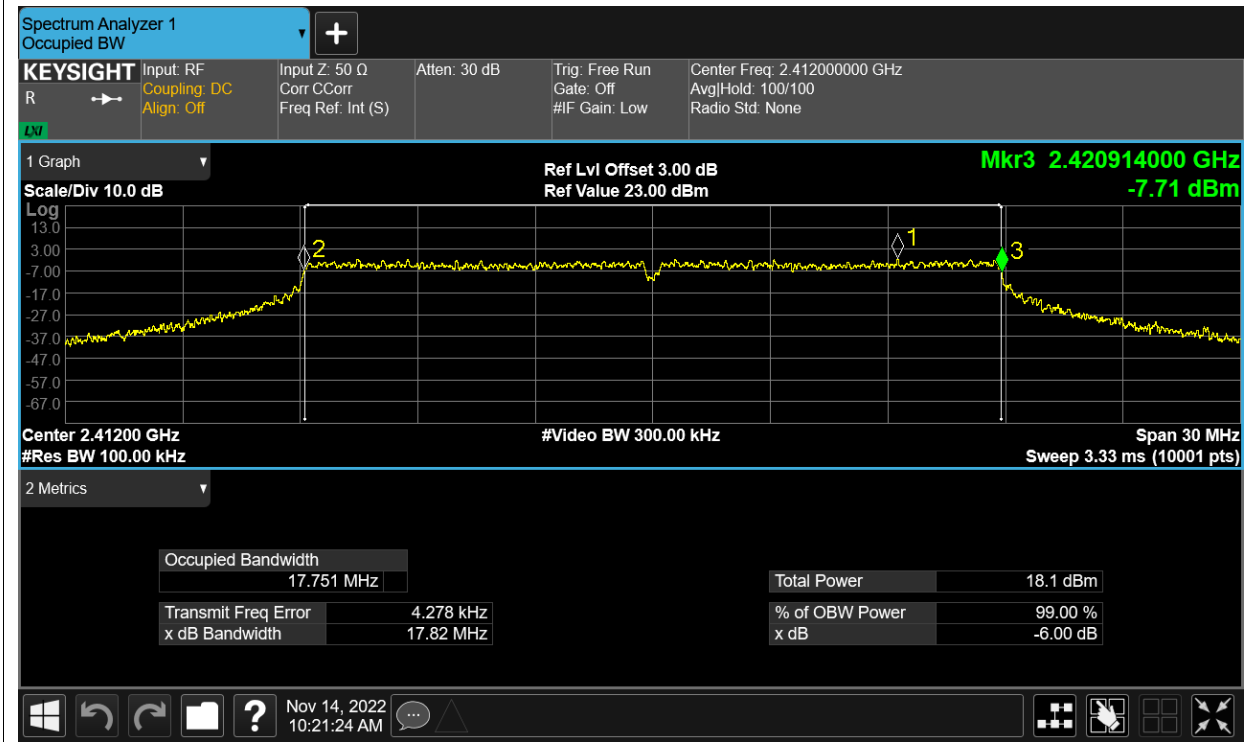 Spectrum Analyzer 1
Occupied BW
+
KEYSIGHT
R
LXI
Input: RF
Coupling: DC
Align: Off
Input Z: 50 Ω
Corr CCorr
Freq Ref: Int (S)
Atten: 30 dB
Trig: Free Run
Gate: Off
#IF Gain: Low
Center Freq: 2.412000000 GHz
Avg|Hold: 100/100
Radio Std: None
1 Graph
Scale/Div 10.0 dB
Ref Lvl Offset 3.00 dB
Ref Value 23.00 dBm
Mkr3 2.420914000 GHz
-7.71 dBm
Log
13.0
3.00
-7.00
-17.0
-27.0
-37.0
-47.0
-57.0
-67.0
2
1
3
Center 2.41200 GHz
#Res BW 100.00 kHz
#Video BW 300.00 kHz
Span 30 MHz
Sweep 3.33 ms (10001 pts)
2 Metrics
Occupied Bandwidth
17.751 MHz
Transmit Freq Error 4.278 kHz
x dB Bandwidth 17.82 MHz
Total Power 18.1 dBm
% of OBW Power 99.00 %
x dB -6.00 dB
?
Nov 14, 2022
10:21:24 AM